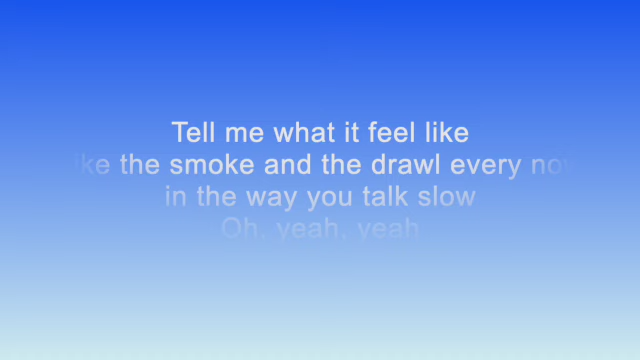 Tell me what it feel like
the smoke and the drawl every
in the way you talk slow
Oh, yeah, yeah